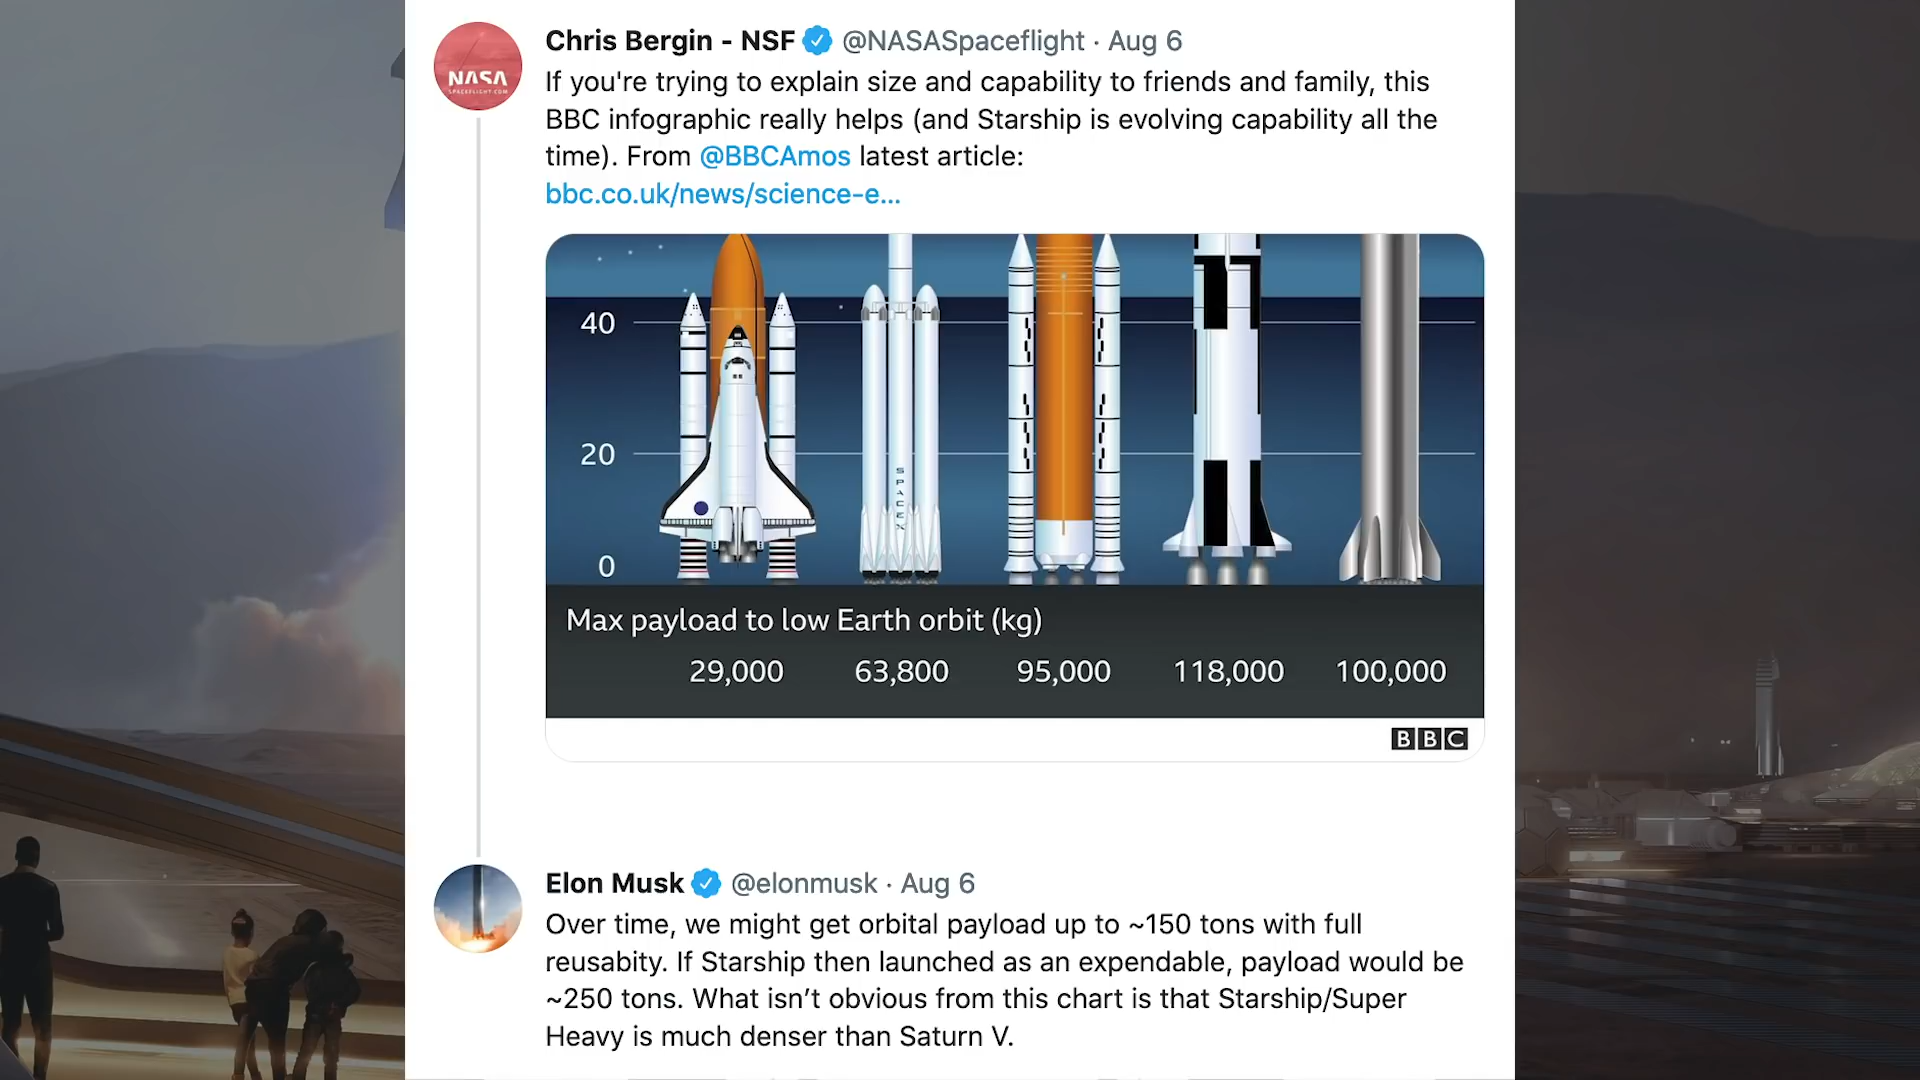 Chris Bergin - NSF @NASASpaceflight · Aug 6
If you're trying to explain size and capability to friends and family, this
BBC infographic really helps (and Starship is evolving capability all the
time). From @BBCAmos latest article:
bbc.co.uk/news/science-e...
NASA
SPACEFLIGHT.COM
40
20
0
SPACEX
Max payload to low Earth orbit (kg)
29,000 63,800 95,000 118,000 100,000
BBC
Elon Musk @elonmusk · Aug 6
Over time, we might get orbital payload up to ~150 tons with full
reusabity. If Starship then launched as an expendable, payload would be
~250 tons. What isn’t obvious from this chart is that Starship/Super
Heavy is much denser than Saturn V.